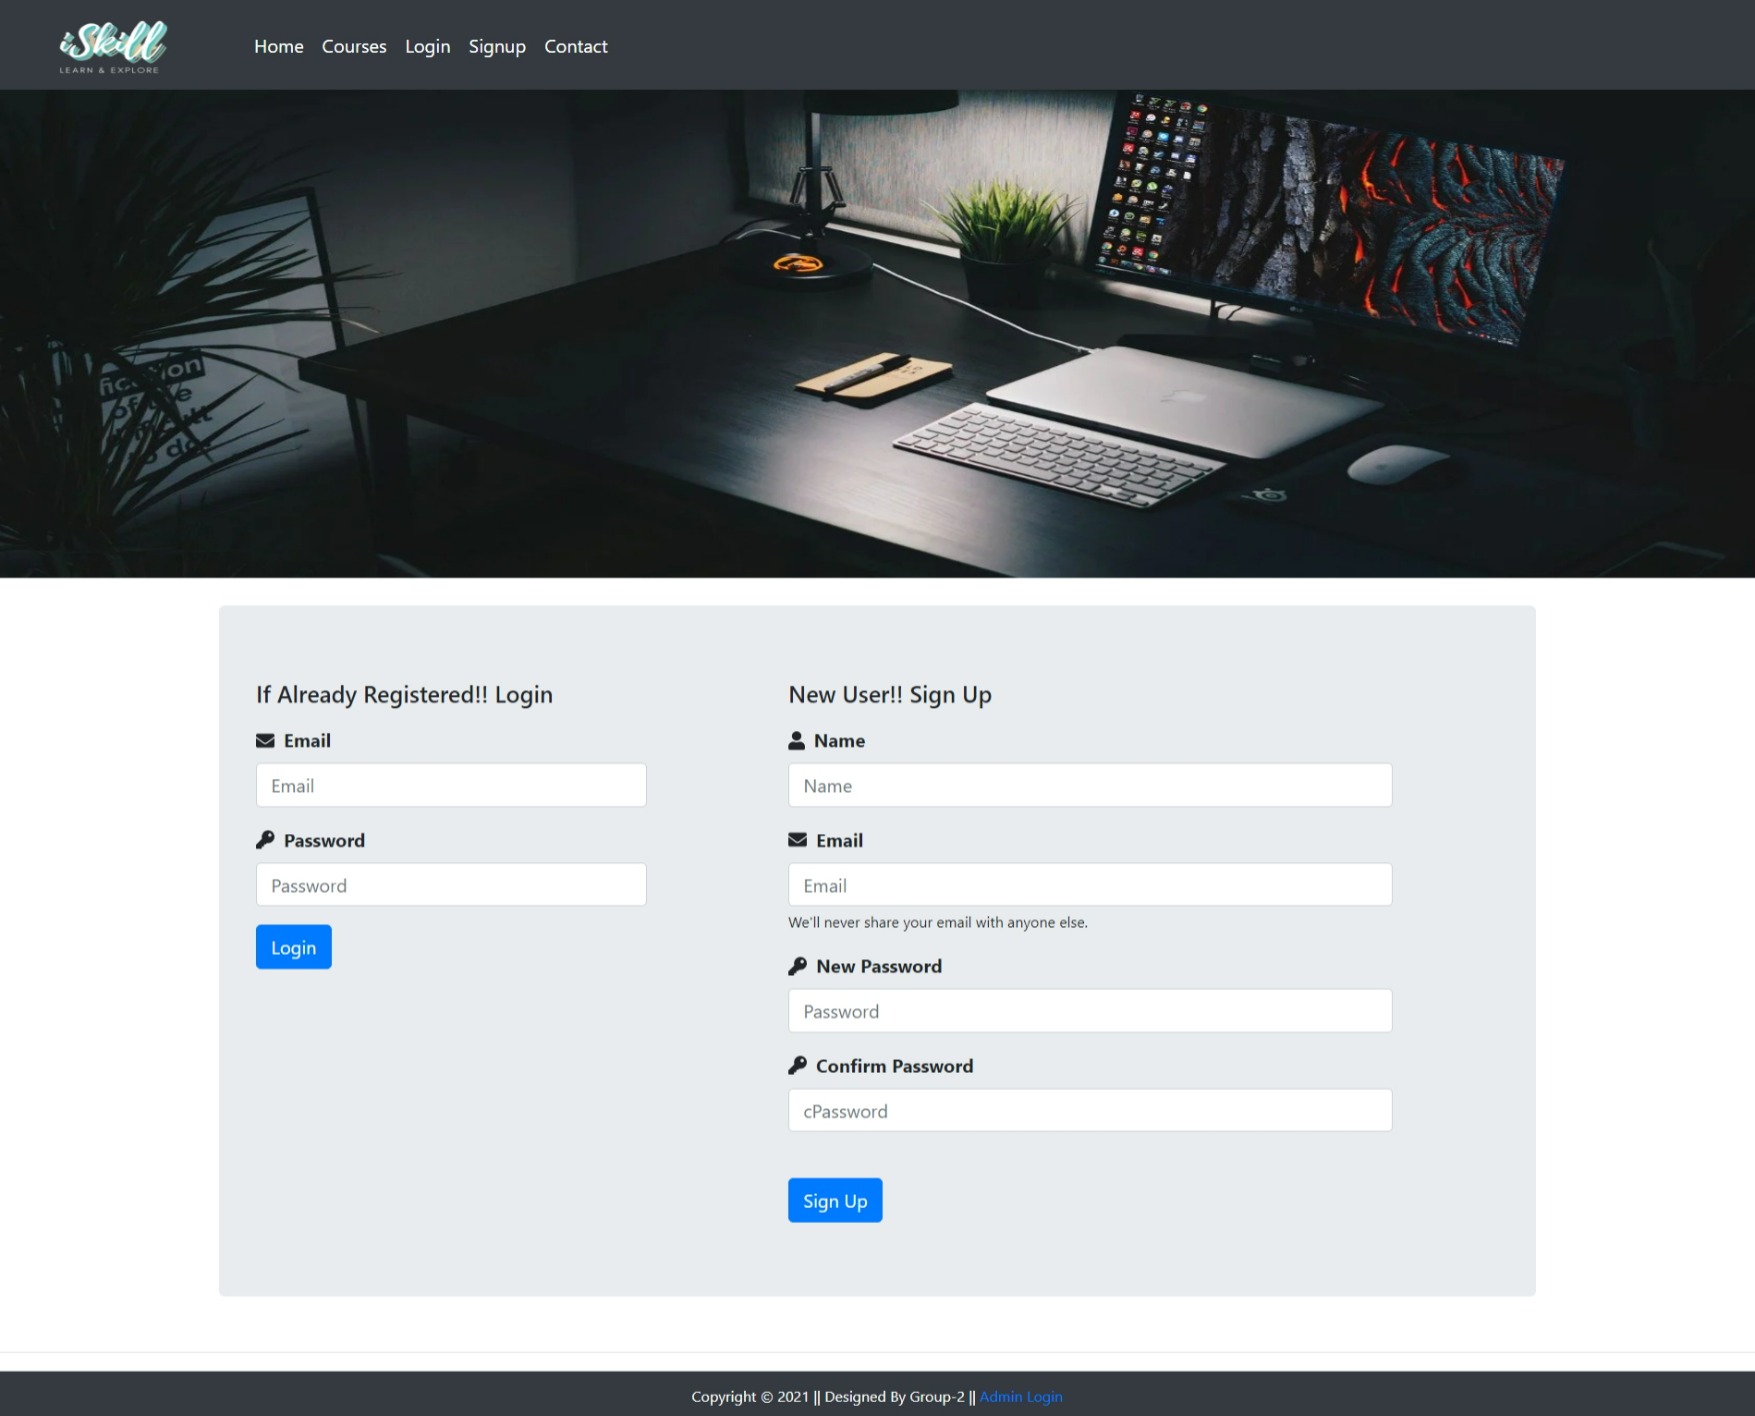 iSkill
LEARN & EXPLORE
Home Courses Login Signup Contact
If Already Registered!! Login
Email
Email
Password
Password
Login
New User!! Sign Up
Name
Name
Email
Email
We'll never share your email with anyone else.
New Password
Password
Confirm Password
cPassword
Sign Up
Copyright © 2021 || Designed By Group-2 || Admin Login